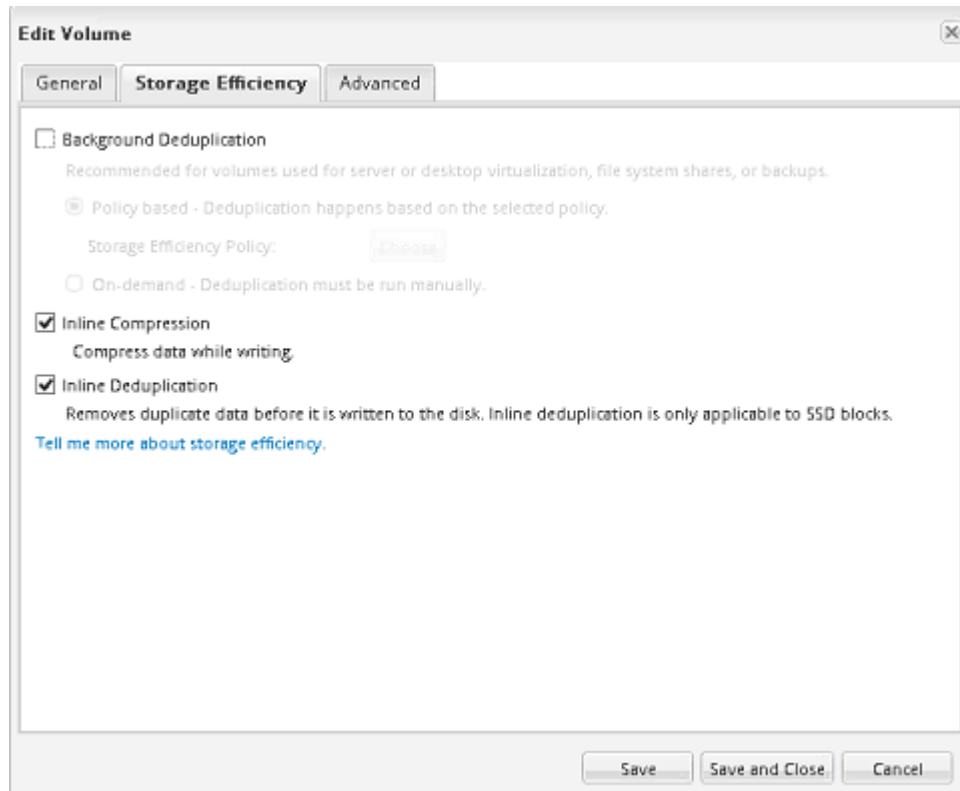 Edit Volume
General
Storage Efficiency
Advanced
Background Deduplication
Recommended for volumes used for server or desktop virtualization, file system shares, or backups.
Policy based - Deduplication happens based on the selected policy.
Storage Efficiency Policy:
Choose
On-demand - Deduplication must be run manually.
Inline Compression
Compress data while writing.
Inline Deduplication
Removes duplicate data before it is written to the disk. Inline deduplication is only applicable to SSD blocks.
Tell me more about storage efficiency.
Save
Save and Close
Cancel